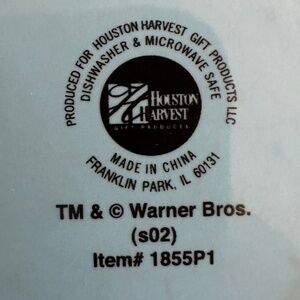 PRODUCED FOR HOUSTON HARVEST GIFT PRODUCTS LLC
DISHWASHER & MICROWAVE SAFE
HOUSTON
HARVEST
GIFT PRODUCTS
MADE IN CHINA
FRANKLIN PARK, IL 60131
TM & © Warner Bros.
(s02)
Item# 1855P1